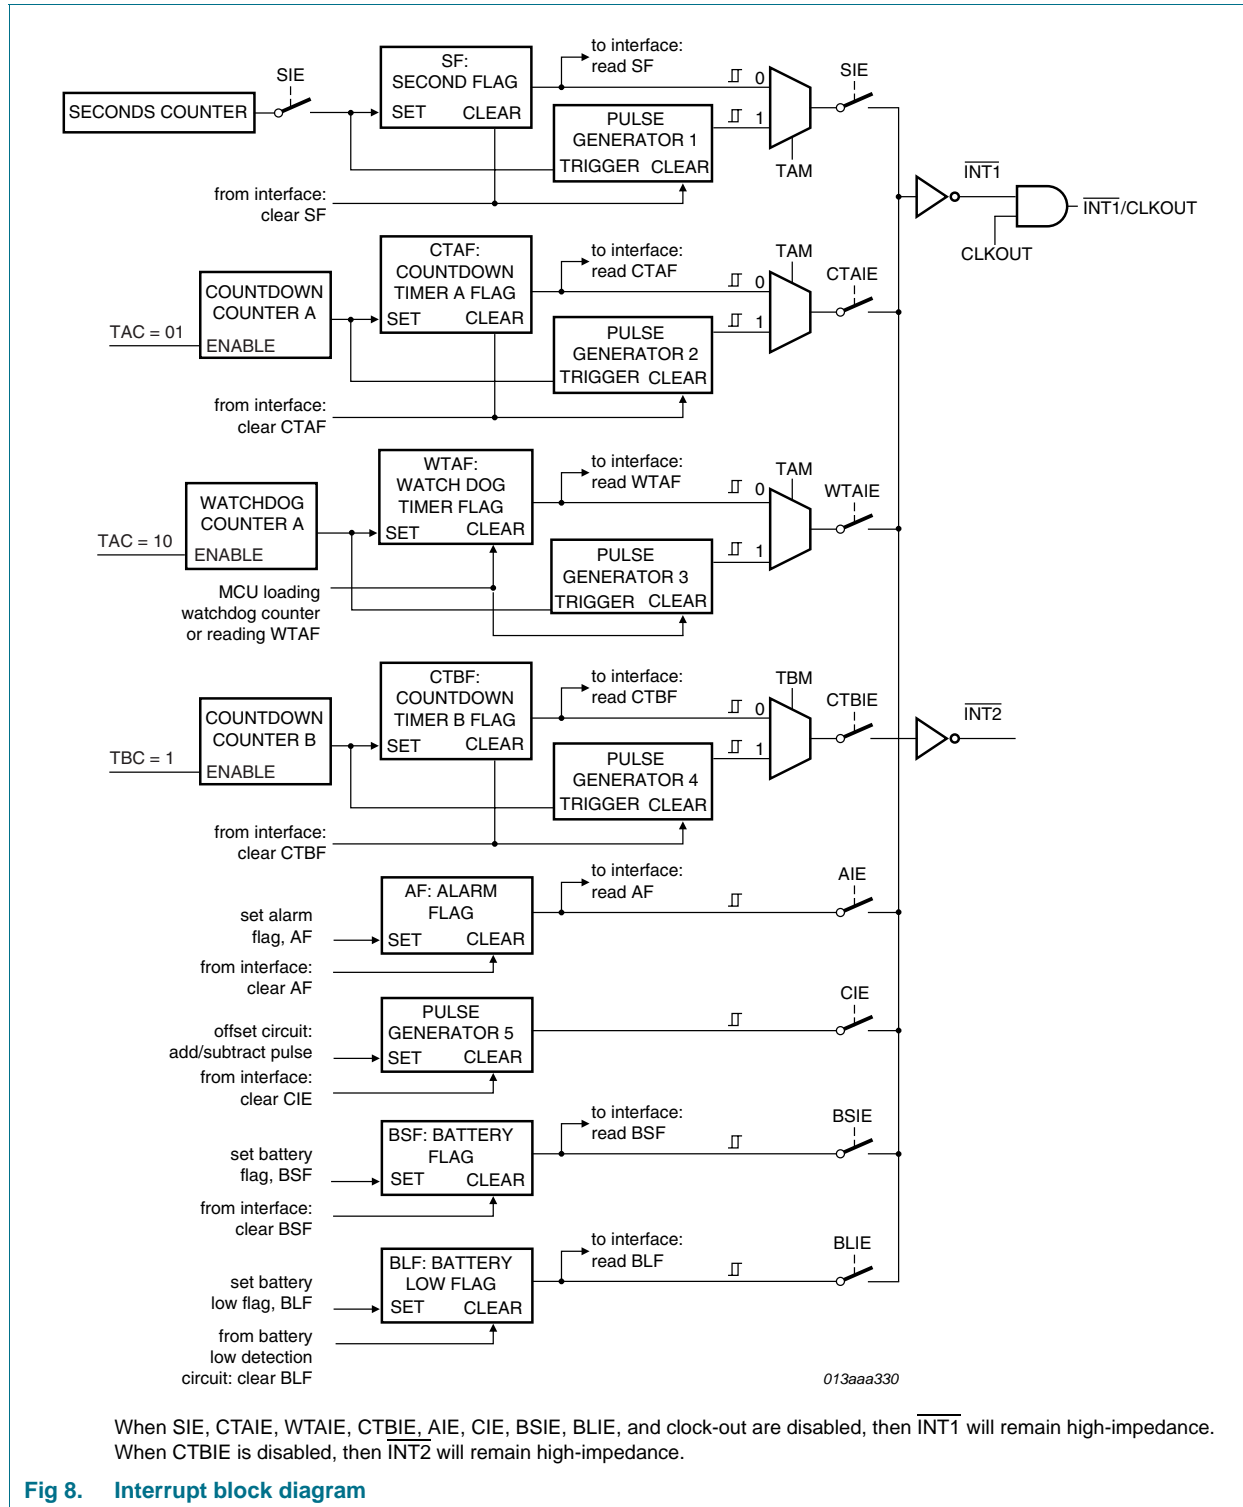 SIE
SECONDS COUNTER
SF:
SECOND FLAG
SET CLEAR
to interface:
read SF
PULSE
GENERATOR 1
TRIGGER CLEAR
from interface:
clear SF
0
1
TAM
SIE
INT1
INT1/CLKOUT
CLKOUT
COUNTDOWN
COUNTER A
ENABLE
TAC = 01
CTAF:
COUNTDOWN
TIMER A FLAG
SET CLEAR
to interface:
read CTAF
PULSE
GENERATOR 2
TRIGGER CLEAR
from interface:
clear CTAF
0
1
TAM
CTAIE
WATCHDOG
COUNTER A
ENABLE
TAC = 10
WTAF:
WATCH DOG
TIMER FLAG
SET CLEAR
to interface:
read WTAF
PULSE
GENERATOR 3
TRIGGER CLEAR
MCU loading
watchdog counter
or reading WTAF
0
1
TAM
WTAIE
COUNTDOWN
COUNTER B
ENABLE
TBC = 1
CTBF:
COUNTDOWN
TIMER B FLAG
SET CLEAR
to interface:
read CTBF
PULSE
GENERATOR 4
TRIGGER CLEAR
from interface:
clear CTBF
0
1
TBM
CTBIE
INT2
set alarm
flag, AF
AF: ALARM
FLAG
SET CLEAR
to interface:
read AF
from interface:
clear AF
AIE
offset circuit:
add/subtract pulse
PULSE
GENERATOR 5
SET CLEAR
from interface:
clear CIE
CIE
set battery
flag, BSF
BSF: BATTERY
FLAG
SET CLEAR
to interface:
read BSF
from interface:
clear BSF
BSIE
set battery
low flag, BLF
BLF: BATTERY
LOW FLAG
SET CLEAR
to interface:
read BLF
from battery
low detection
circuit: clear BLF
BLIE
013aaa330
When SIE, CTAIE, WTAIE, CTBIE, AIE, CIE, BSIE, BLIE, and clock-out are disabled, then INT1 will remain high-impedance.
When CTBIE is disabled, then INT2 will remain high-impedance.
Fig 8. Interrupt block diagram